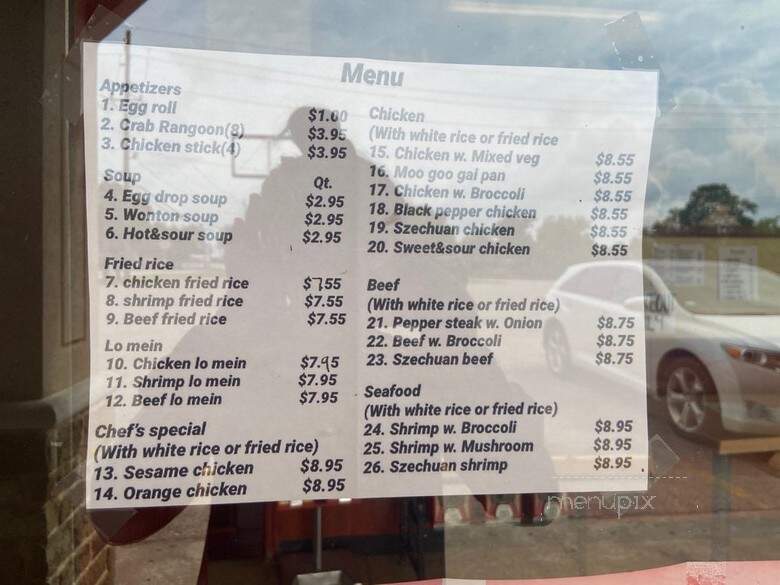 Menu
Appetizers
1. Egg roll $1.00
2. Crab Rangoon(8) $3.95
3. Chicken stick(4) $3.95
Soup Qt.
4. Egg drop soup $2.95
5. Wonton soup $2.95
6. Hot&sour soup $2.95
Fried rice
7. chicken fried rice $7.55
8. shrimp fried rice $7.55
9. Beef fried rice $7.55
Lo mein
10. Chicken lo mein $7.95
11. Shrimp lo mein $7.95
12. Beef lo mein $7.95
Chef's special
(With white rice or fried rice)
13. Sesame chicken $8.95
14. Orange chicken $8.95
Chicken
(With white rice or fried rice
15. Chicken w. Mixed veg $8.55
16. Moo goo gai pan $8.55
17. Chicken w. Broccoli $8.55
18. Black pepper chicken $8.55
19. Szechuan chicken $8.55
20. Sweet&sour chicken $8.55
Beef
(With white rice or fried rice)
21. Pepper steak w. Onion $8.75
22. Beef w. Broccoli $8.75
23. Szechuan beef $8.75
Seafood
(With white rice or fried rice)
24. Shrimp w. Broccoli $8.95
25. Shrimp w. Mushroom $8.95
26. Szechuan shrimp $8.95
menupix